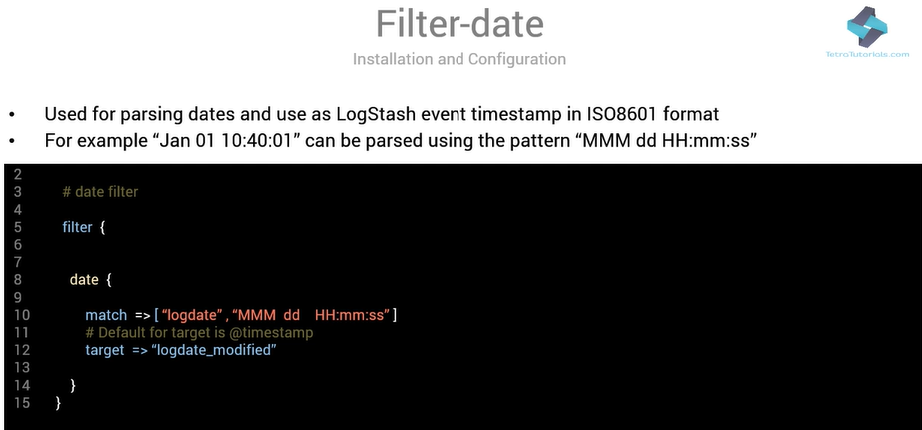 Filter-date
Installation and Configuration
TetraTutorials.com
• Used for parsing dates and use as LogStash event timestamp in ISO8601 format
• For example “Jan 01 10:40:01” can be parsed using the pattern “MMM dd HH:mm:ss”
2
3 # date filter
4
5 filter {
6
7
8 date {
9
10 match => [ “logdate” , “MMM dd HH:mm:ss” ]
11 # Default for target is @timestamp
12 target => “logdate_modified”
13
14 }
15 }